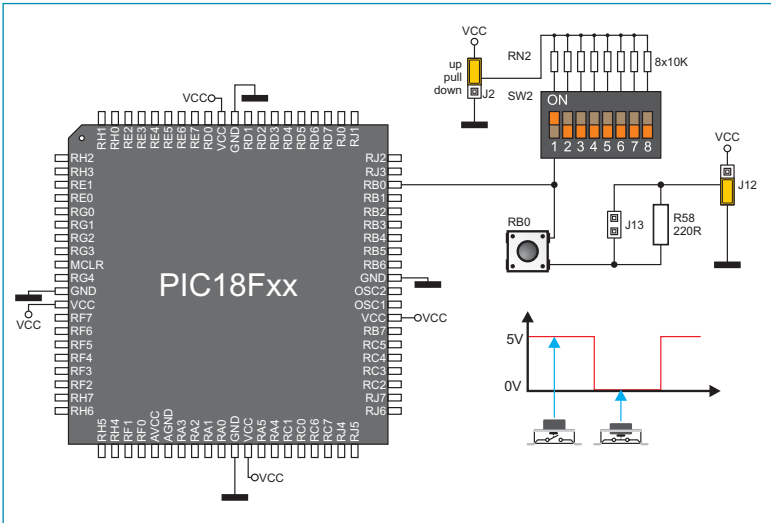 VCC
RN2
8x10K
up
pull
down
J2
SW2
ON
1 2 3 4 5 6 7 8
VCC
RH1 RH0 RE2 RE3 RE4 RE5 RE6 RE7 RD0 VCC GND RD1 RD2 RD3 RD4 RD5 RD6 RD7 RJ0 RJ1
RH2
RH3
RE1
RE0
RG0
RG1
RG2
RG3
MCLR
RG4
GND
VCC
RF7
RF6
RF5
RF4
RF3
RF2
RH7
RH6
VCC
PIC18Fxx
RJ2
RJ3
RB0
RB1
RB2
RB3
RB4
RB5
RB6
GND
OSC2
OSC1
VCC
RB7
RC5
RC4
RC3
RC2
RJ7
RJ6
VCC
RH5 RH4 RF1 RF0 AVCC AGND RA3 RA2 RA1 RA0 GND VCC RA5 RA4 RC1 RC0 RC6 RC7 RJ4 RJ5
VCC
VCC
J12
RB0
J13
R58
220R
5V
0V